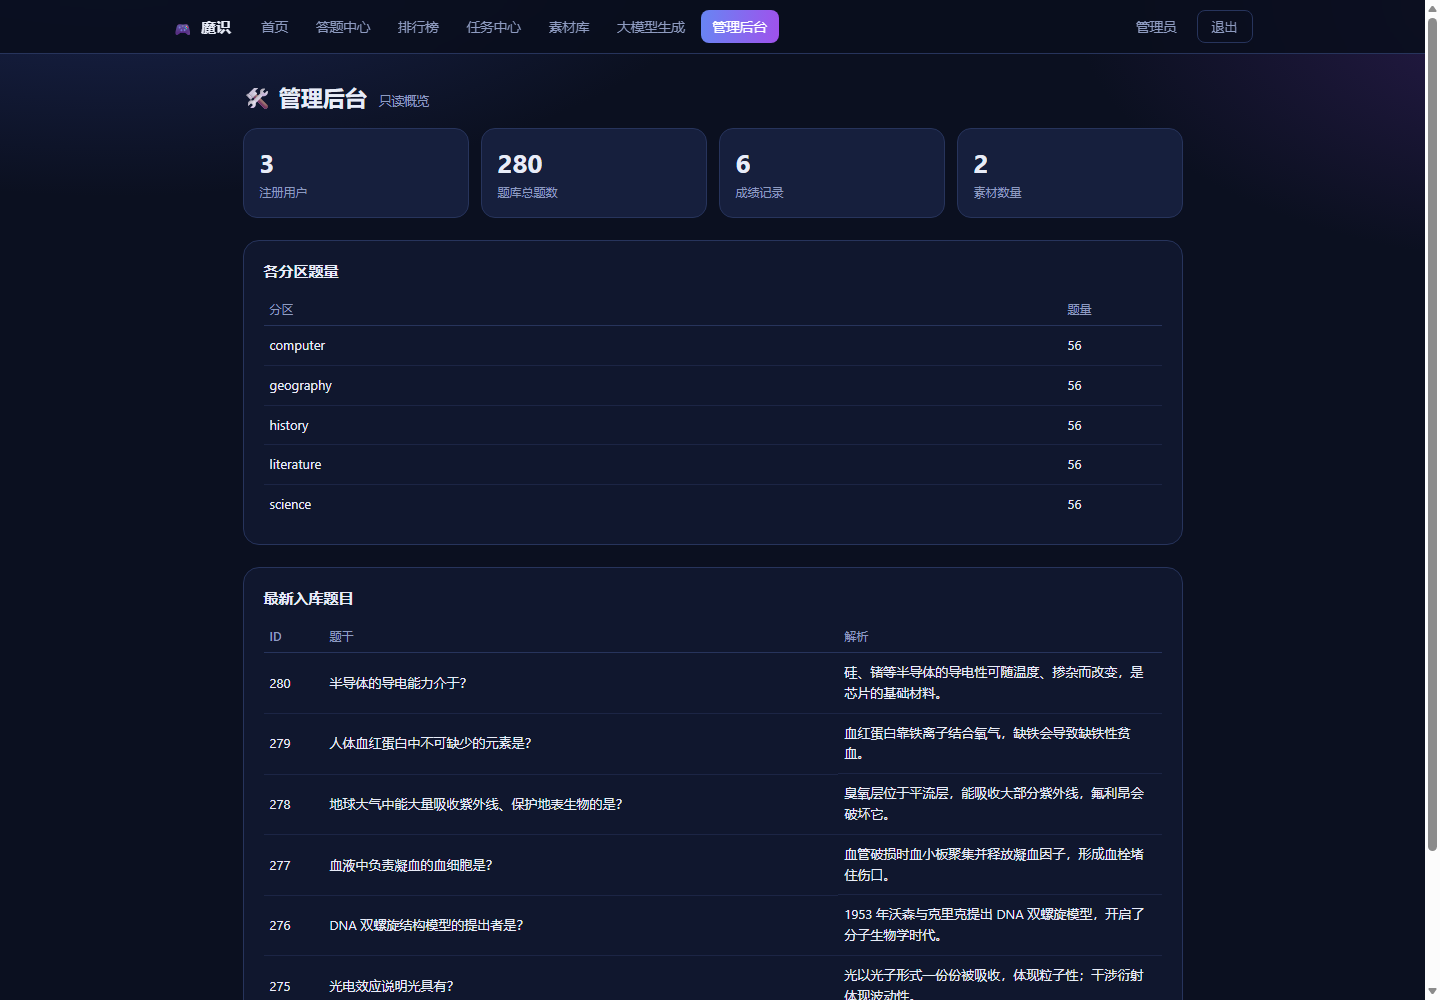 魔识 首页 答题中心 排行榜 任务中心 素材库 大模型生成 管理后台 管理员 退出
管理后台 只读概览
3 280 6 2
注册用户 题库总题数 成绩记录 素材数量
各分区题量
分区 题量
computer 56
geography 56
history 56
literature 56
science 56
最新入库题目
ID 题干 解析
280 半导体的导电能力介于? 硅、锗等半导体的导电性可随温度、掺杂而改变，是
芯片的基础材料。
279 人体血红蛋白中不可缺少的元素是? 血红蛋白靠铁离子结合氧气，缺铁会导致缺铁性贫
血。
278 地球大气中能大量吸收紫外线、保护地表生物的是? 臭氧层位于平流层，能吸收大部分紫外线，氟利昂会
破坏它。
277 血液中负责凝血的血细胞是? 血管破损时血小板聚集并释放凝血因子，形成血栓堵
住伤口。
276 DNA 双螺旋结构模型的提出者是? 1953 年沃森与克里克提出 DNA 双螺旋模型，开启了
分子生物学时代。
275 光电效应说明光具有? 光以光子形式一份份被吸收，体现粒子性；干涉衍射
体现波动性。